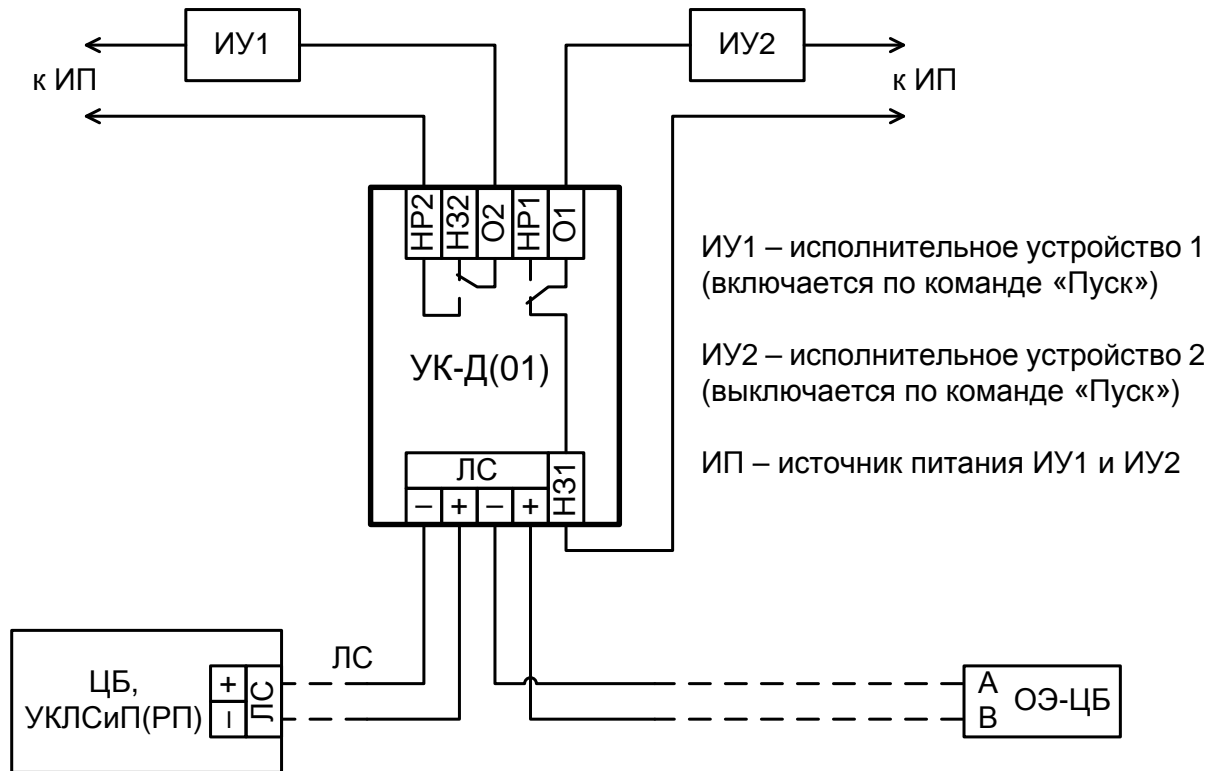 ИУ1
ИУ2
к ИП
к ИП
НР2
НЗ2
О2
НР1
О1
УК-Д(01)
ЛС
– + – +
НЗ1
ИУ1 – исполнительное устройство 1
(включается по команде «Пуск»)
ИУ2 – исполнительное устройство 2
(выключается по команде «Пуск»)
ИП – источник питания ИУ1 и ИУ2
ЦБ,
УКЛСиП(РП)
+
–
ЛС
ЛС
А
В
ОЭ-ЦБ